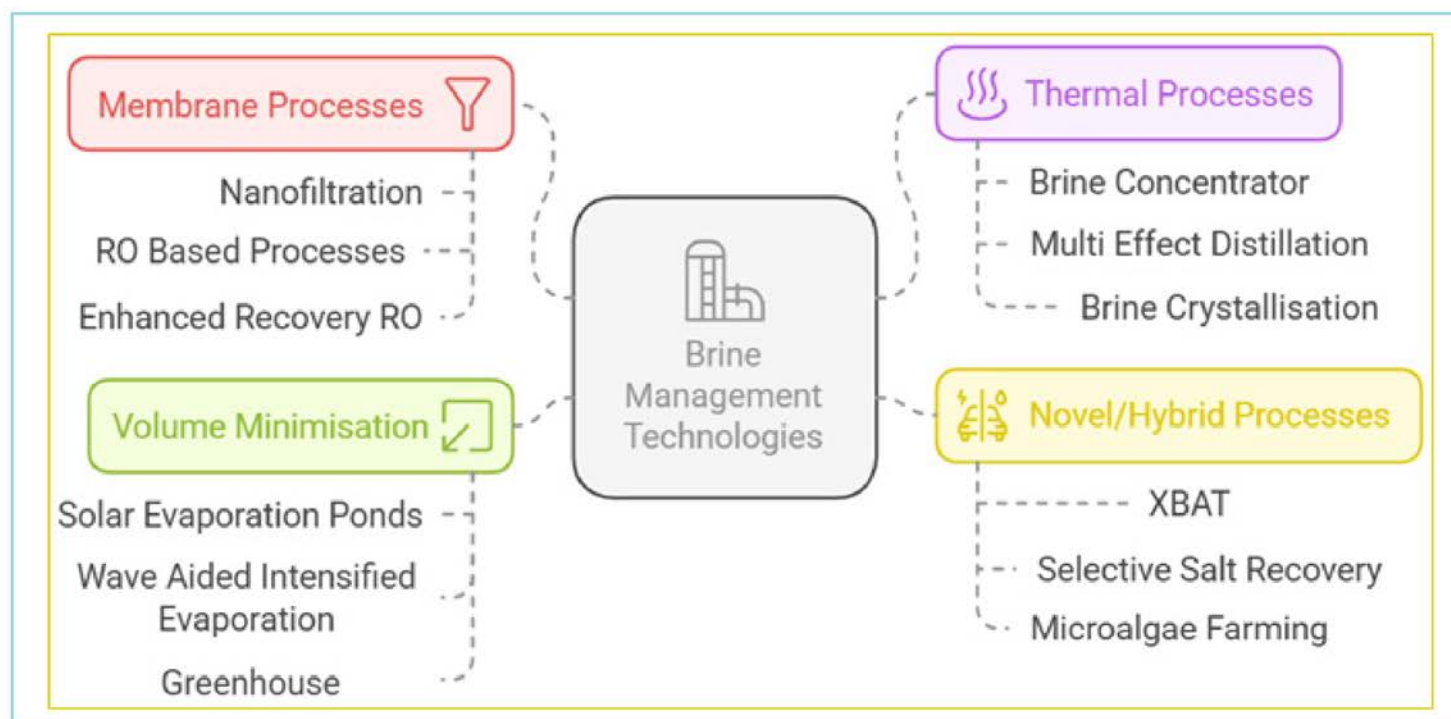 Membrane Processes
Nanofiltration
RO Based Processes
Enhanced Recovery RO
Volume Minimisation
Solar Evaporation Ponds
Wave Aided Intensified
Evaporation
Greenhouse
Brine
Management
Technologies
Thermal Processes
Brine Concentrator
Multi Effect Distillation
Brine Crystallisation
Novel/Hybrid Processes
XBAT
Selective Salt Recovery
Microalgae Farming